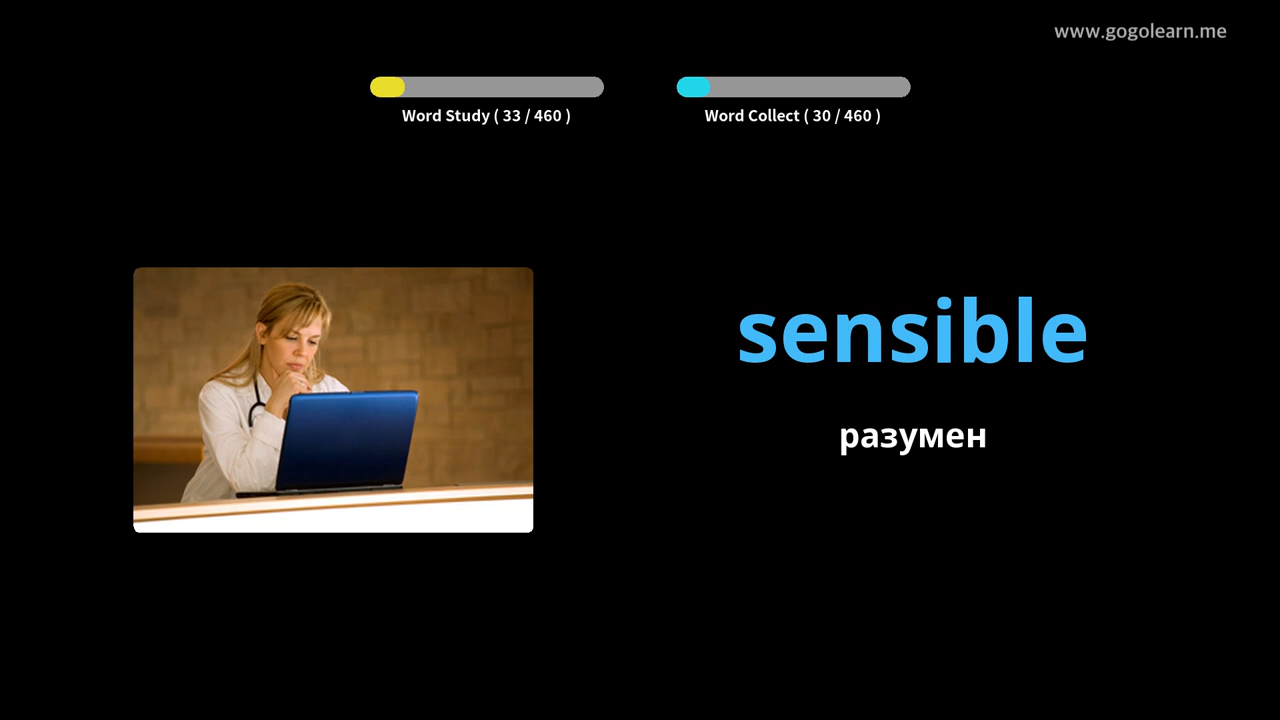 www.gogolearn.me
Word Study ( 33 / 460 )
Word Collect ( 30 / 460 )
sensible
разумен